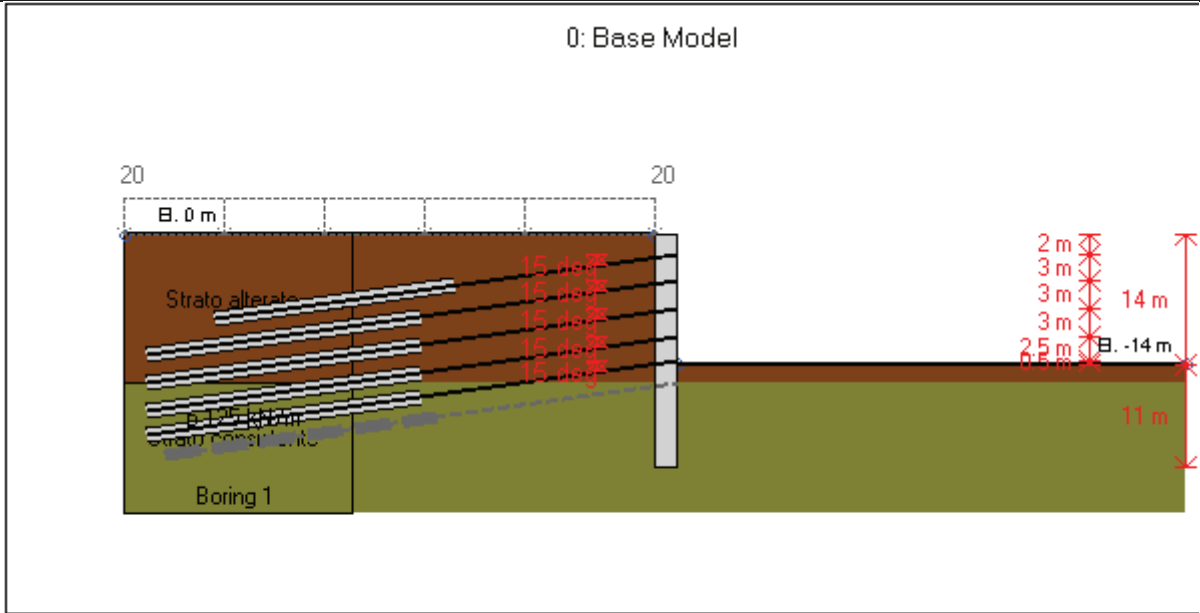 0: Base Model
20
20
El. 0 m
2 m
15 deg
3 m
15 deg
Strato alterato
3 m
14 m
15 deg
3 m
15 deg
2.5 m
El. -14 m
0.5 m
15 deg
11 m
Strato consistente
Boring 1